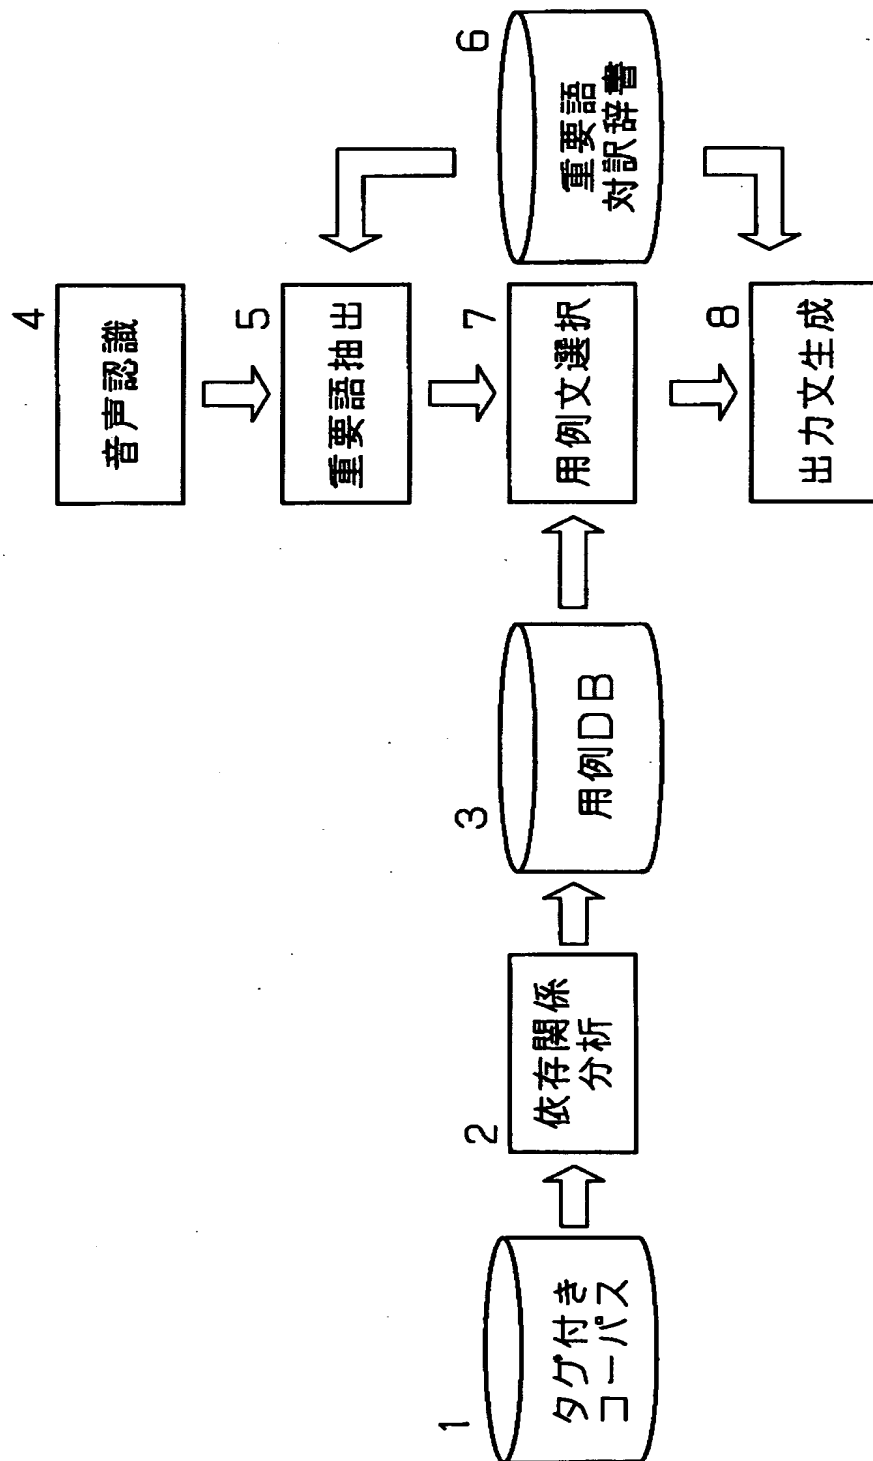 4
音声認識
5
重要語抽出
6
重要語
対訳辞書
7
用例文選択
8
出力文生成
3
用例DB
2
依存関係
分析
1
タグ付き
コーパス